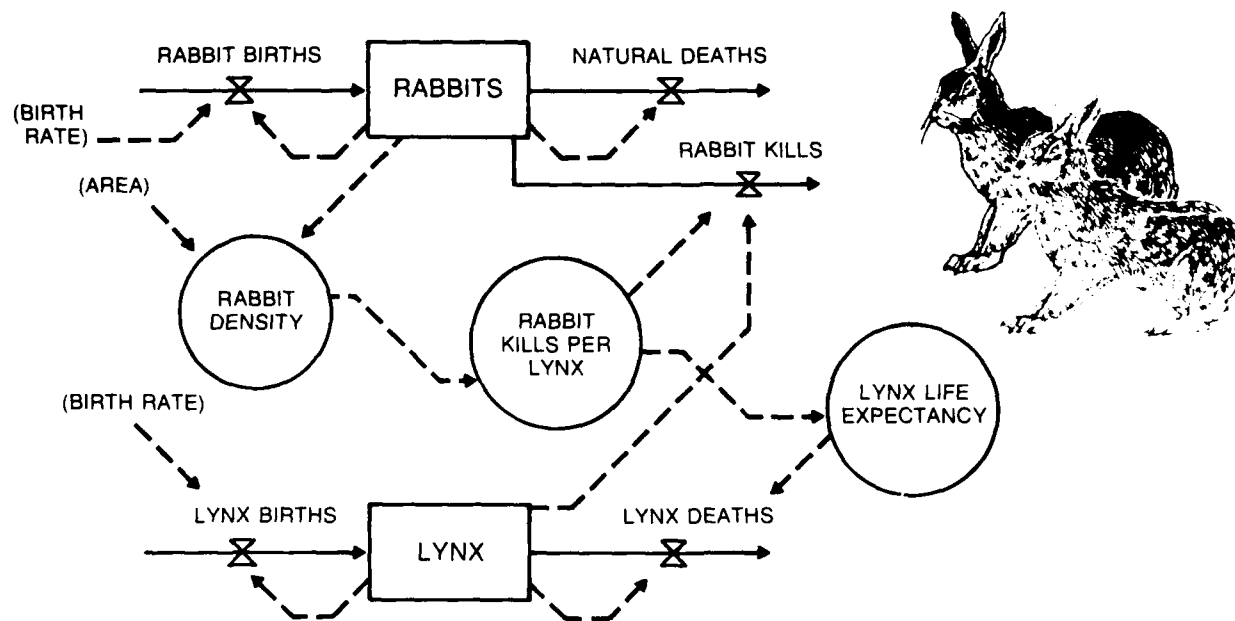 RABBIT BIRTHS
RABBITS
NATURAL DEATHS
(BIRTH
RATE)
RABBIT KILLS
(AREA)
RABBIT
DENSITY
RABBIT
KILLS PER
LYNX
LYNX LIFE
EXPECTANCY
(BIRTH RATE)
LYNX BIRTHS
LYNX
LYNX DEATHS